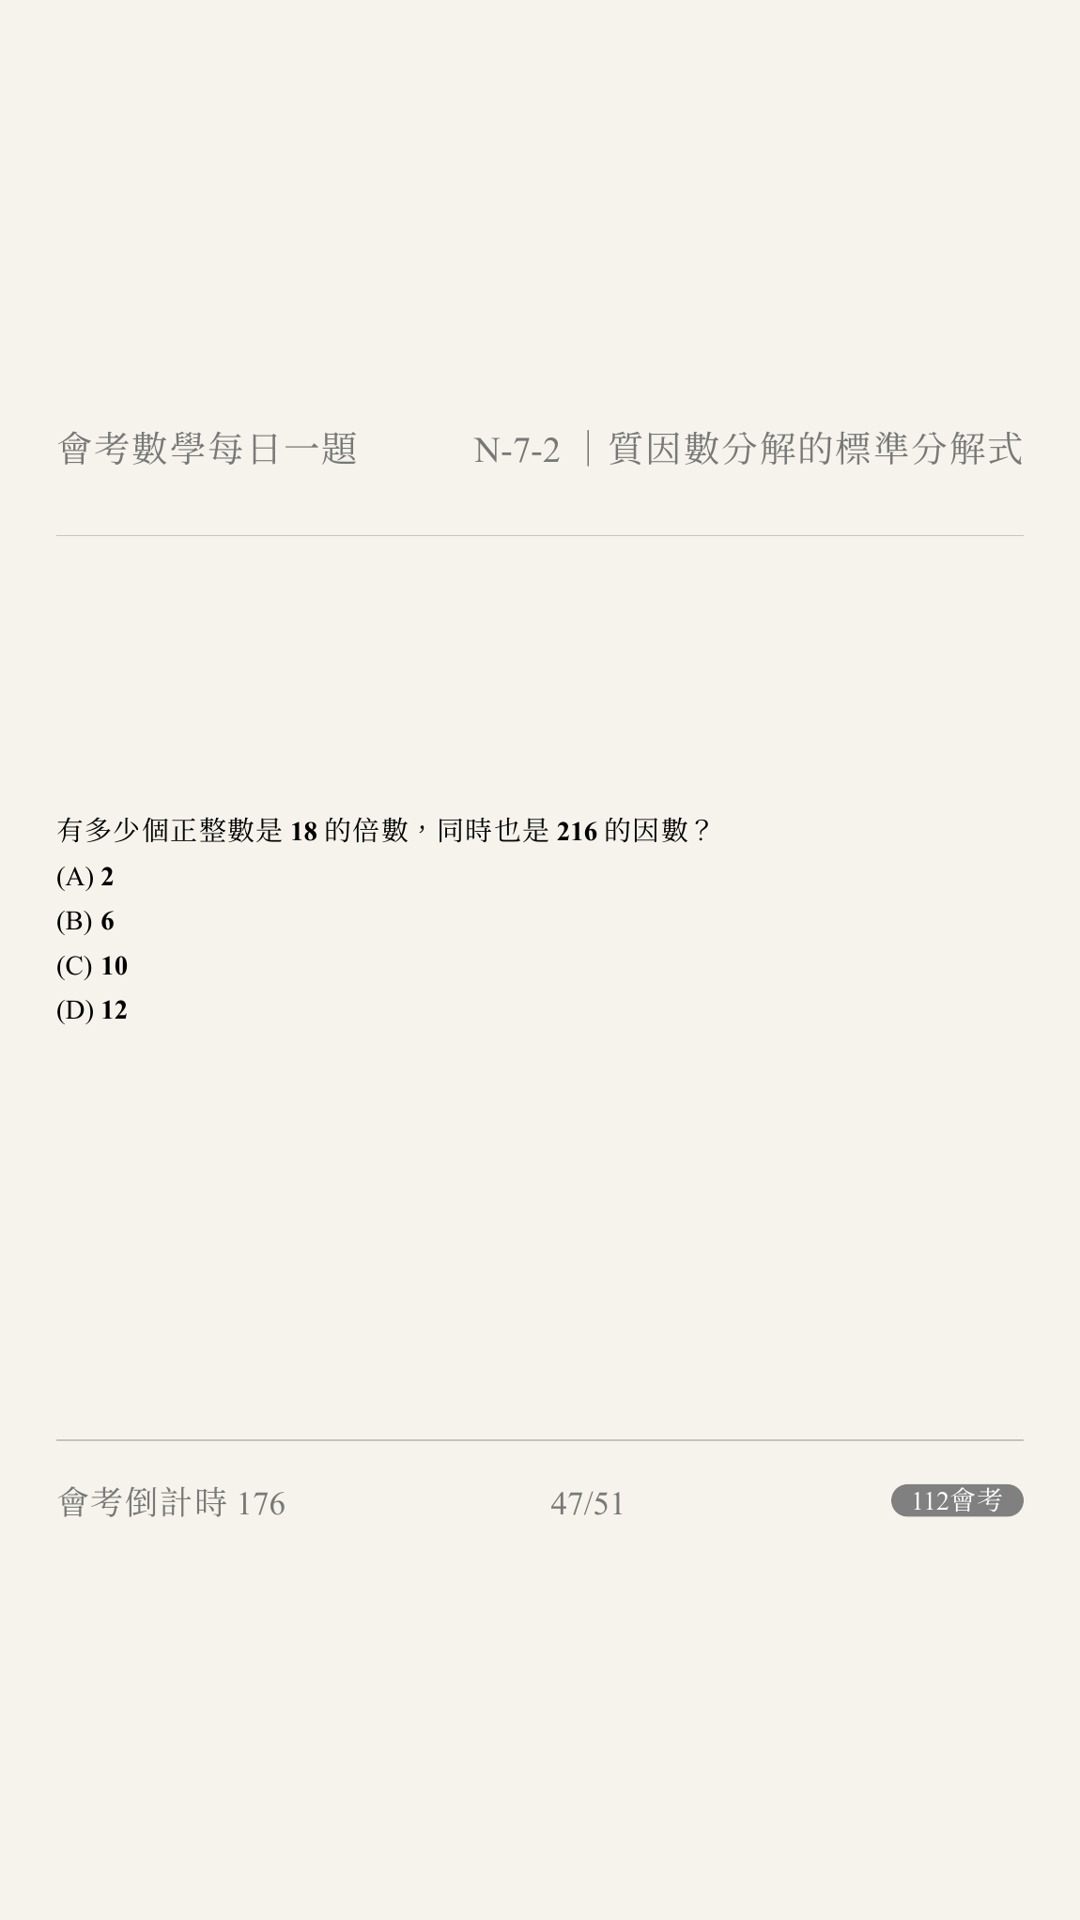 會考數學每日一題
N-7-2 ｜質因數分解的標準分解式
有多少個正整數是 18 的倍數，同時也是 216 的因數？
(A) 2
(B) 6
(C) 10
(D) 12
會考倒計時 176
47/51
112會考